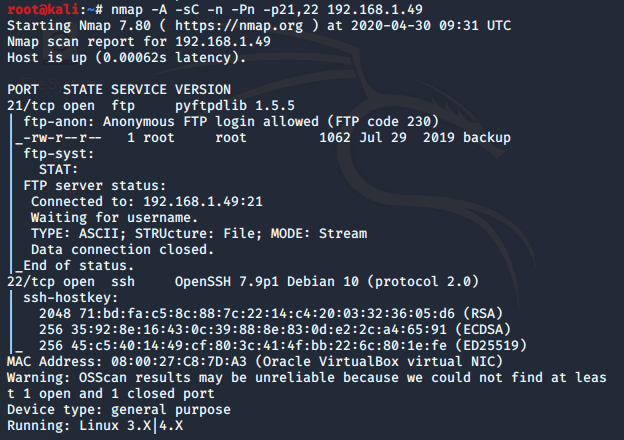 root@kali:~# nmap -A -sC -n -Pn -p21,22 192.168.1.49
Starting Nmap 7.80 ( https://nmap.org ) at 2020-04-30 09:31 UTC
Nmap scan report for 192.168.1.49
Host is up (0.00062s latency).

PORT   STATE SERVICE VERSION
21/tcp open  ftp     pyftpdlib 1.5.5
| ftp-anon: Anonymous FTP login allowed (FTP code 230)
|_-rw-r--r--   1 root     root         1062 Jul 29  2019 backup
| ftp-syst:
|   STAT:
| FTP server status:
|  Connected to: 192.168.1.49:21
|  Waiting for username.
|  TYPE: ASCII; STRUcture: File; MODE: Stream
|  Data connection closed.
|_End of status.
22/tcp open  ssh     OpenSSH 7.9p1 Debian 10 (protocol 2.0)
| ssh-hostkey:
|   2048 71:bd:fa:c5:8c:88:7c:22:14:c4:20:03:32:36:05:d6 (RSA)
|   256 35:92:8e:16:43:0c:39:88:8e:83:0d:e2:2c:a4:65:91 (ECDSA)
|_  256 45:c5:40:14:49:cf:80:3c:41:4f:bb:22:6c:80:1e:fe (ED25519)
MAC Address: 08:00:27:C8:7D:A3 (Oracle VirtualBox virtual NIC)
Warning: OSScan results may be unreliable because we could not find at leas
t 1 open and 1 closed port
Device type: general purpose
Running: Linux 3.X|4.X